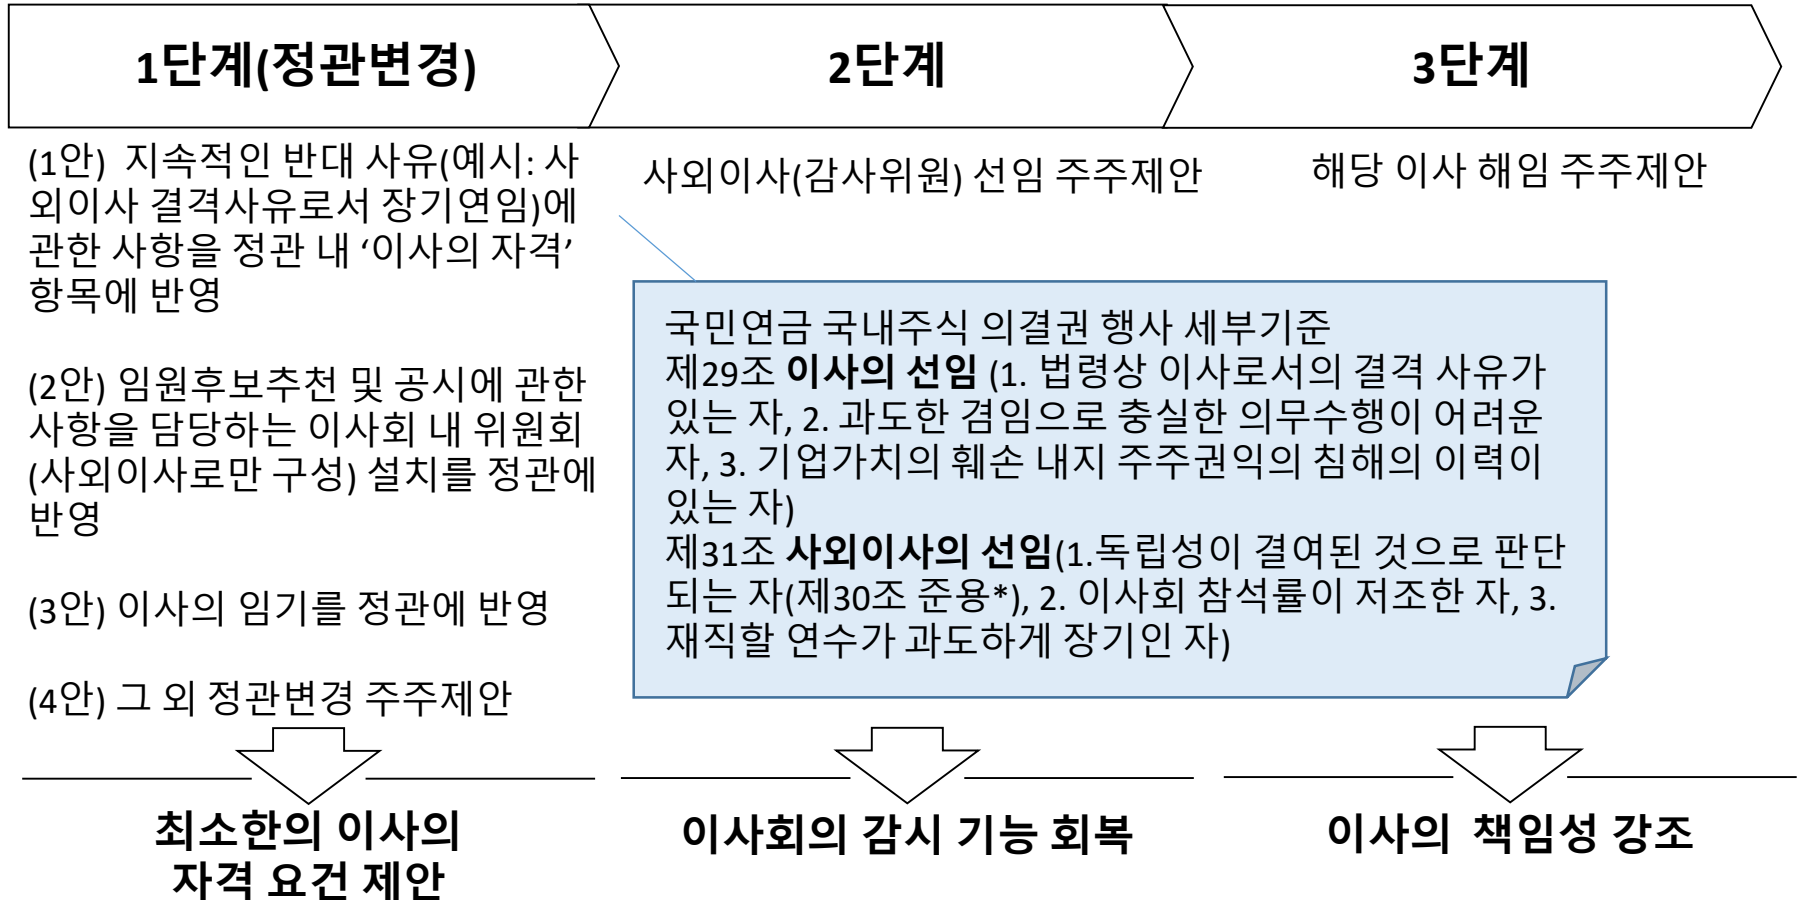 1단계(정관변경)
2단계
3단계
(1안)  지속적인 반대 사유(예시: 사
외이사 결격사유로서 장기연임)에
관한 사항을 정관 내 ‘이사의 자격’
항목에 반영
(2안) 임원후보추천 및 공시에 관한
사항을 담당하는 이사회 내 위원회
(사외이사로만 구성) 설치를 정관에
반영
(3안) 이사의 임기를 정관에 반영
(4안) 그 외 정관변경 주주제안
사외이사(감사위원) 선임 주주제안
해당 이사 해임 주주제안
국민연금 국내주식 의결권 행사 세부기준
제29조 이사의 선임 (1. 법령상 이사로서의 결격 사유가
있는 자, 2. 과도한 겸임으로 충실한 의무수행이 어려운
자, 3. 기업가치의 훼손 내지 주주권익의 침해의 이력이
있는 자)
제31조 사외이사의 선임(1.독립성이 결여된 것으로 판단
되는 자(제30조 준용*), 2. 이사회 참석률이 저조한 자, 3.
재직할 연수가 과도하게 장기인 자)
최소한의 이사의
자격 요건 제안
이사회의 감시 기능 회복
이사의  책임성 강조